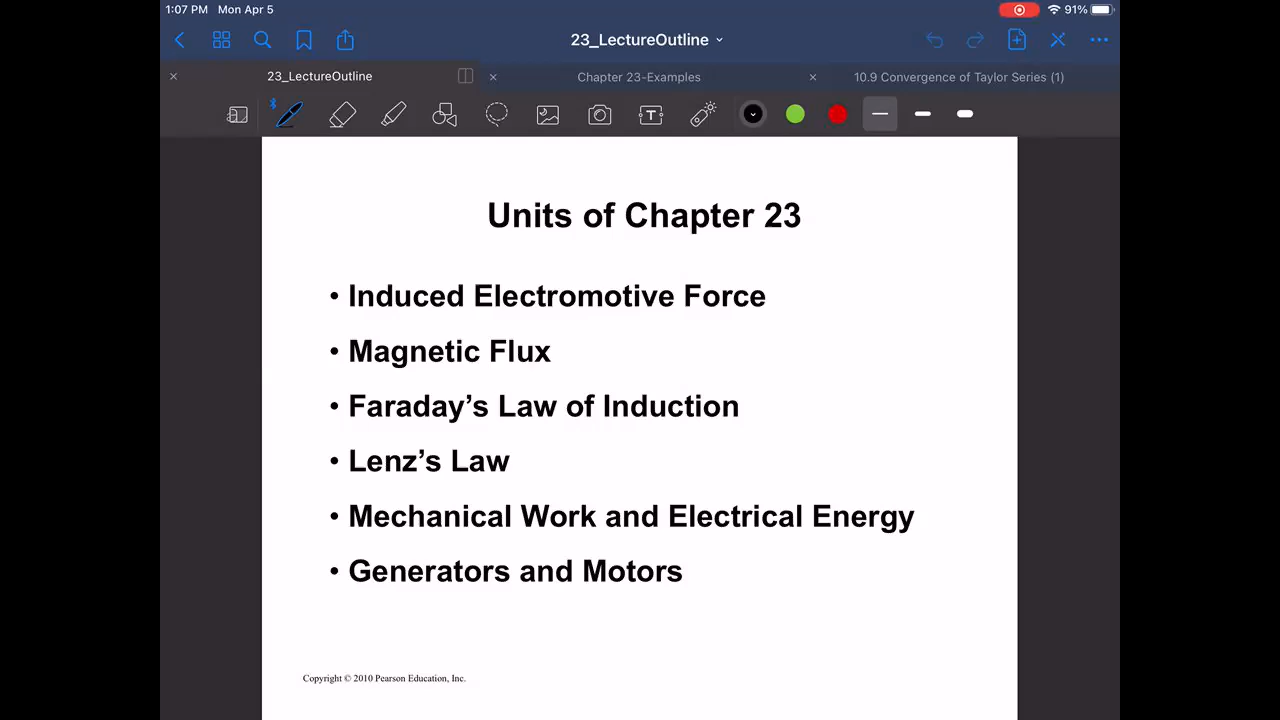 1:07 PM Mon Apr 5
91%
23_LectureOutline
23_LectureOutline
Chapter 23-Examples
10.9 Convergence of Taylor Series (1)
T
Units of Chapter 23
• Induced Electromotive Force
• Magnetic Flux
• Faraday’s Law of Induction
• Lenz’s Law
• Mechanical Work and Electrical Energy
• Generators and Motors
Copyright © 2010 Pearson Education, Inc.